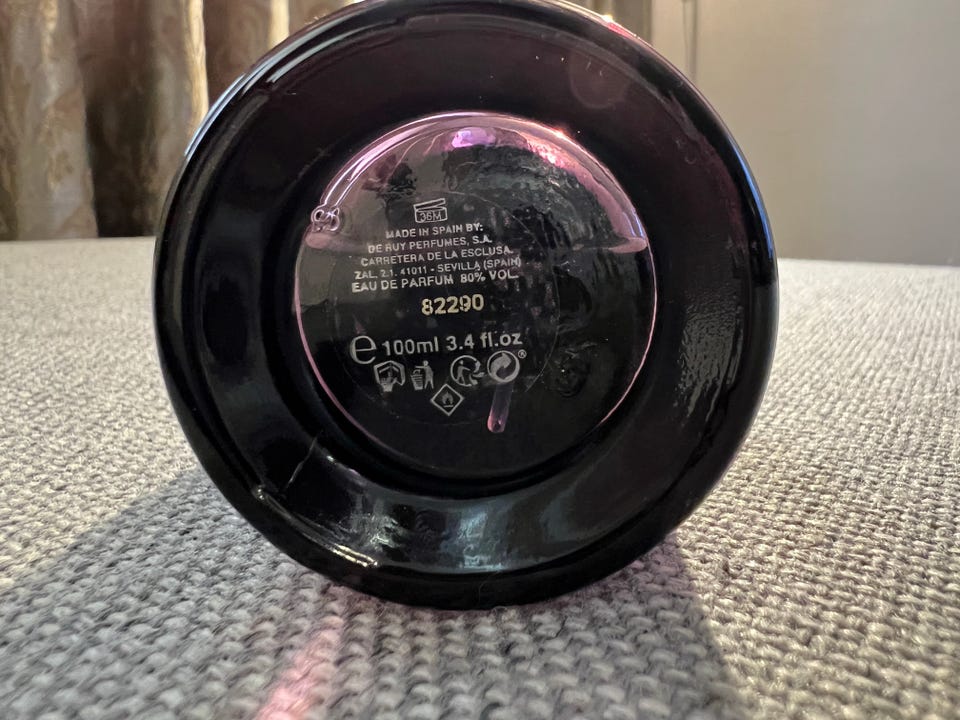 36M
MADE IN SPAIN BY:
DE RUY PERFUMES, S.A.
CARRETERA DE LA ESCLUSA.
ZAL. 2.1. 41011 - SEVILLA (SPAIN)
EAU DE PARFUM 80% VOL.
82290
℮ 100ml 3.4 fl.oz
®